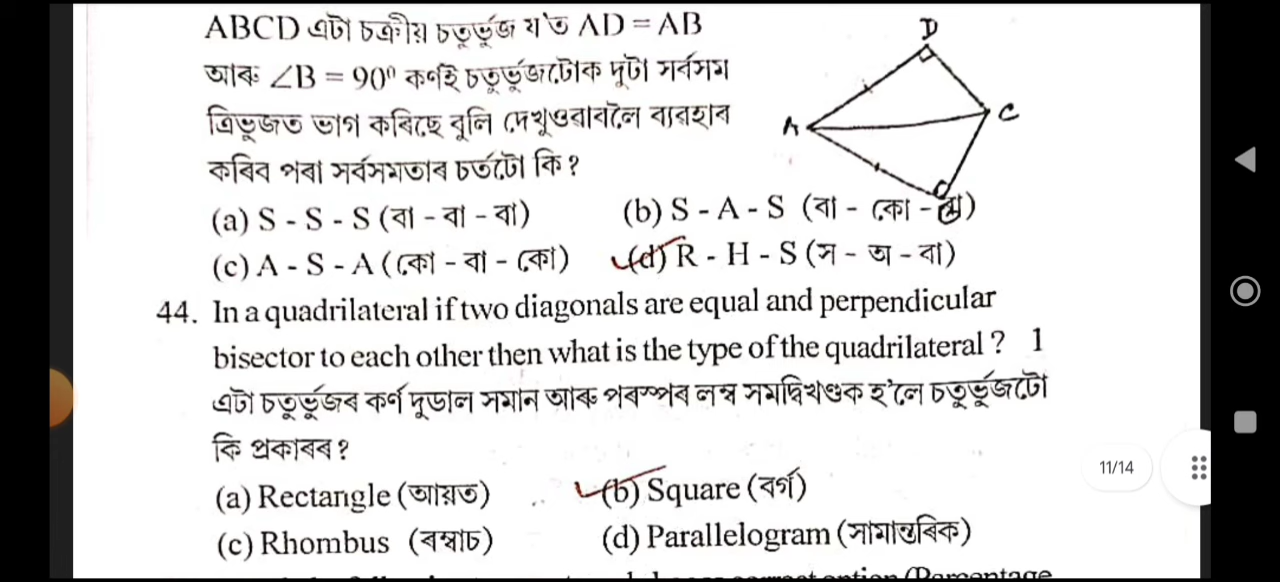 ABCD এটা চক্ৰীয় চতুৰ্ভুজ য'ত AD = AB
আৰু ∠B = 90⁰ কৰ্ণই চতুৰ্ভুজটোক দুটা সৰ্বসম
ত্ৰিভুজত ভাগ কৰিছে বুলি দেখুওৱাবলৈ ব্যৱহাৰ
কৰিব পৰা সৰ্বসমতাৰ চৰ্তটো কি ?
D
A
C
(a) S - S - S (বা - বা - বা)
(b) S - A - S (বা - কো -
(c) A - S - A (কো - বা - কো)
(d) R - H - S (স - অ - বা)
44. In a quadrilateral if two diagonals are equal and perpendicular
bisector to each other then what is the type of the quadrilateral ? 1
এটা চতুৰ্ভুজৰ কৰ্ণ দুডাল সমান আৰু পৰস্পৰ লম্ব সমদ্বিখণ্ডক হ'লে চতুৰ্ভুজটো
কি প্ৰকাৰৰ ?
11/14
(a) Rectangle (আয়ত)
(b) Square (বৰ্গ)
(c) Rhombus (ৰম্বাচ)
(d) Parallelogram (সামান্তৰিক)